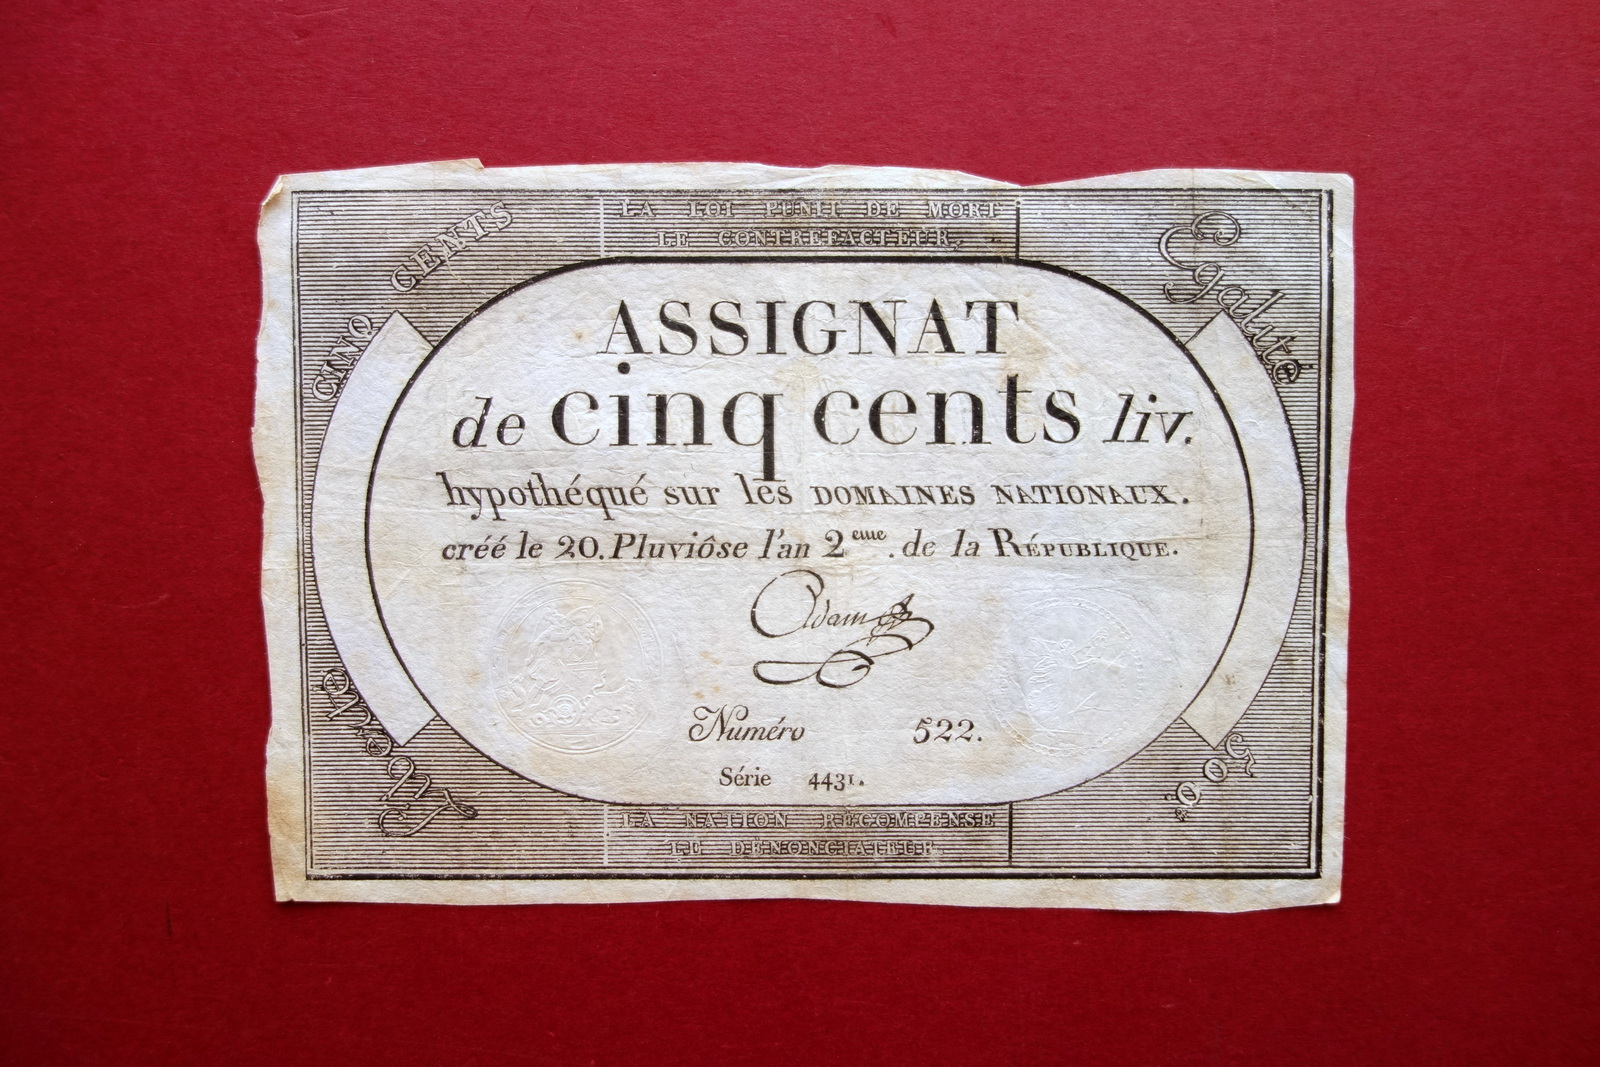 LA LOI PUNIT DE MORT
LE CONTREFACTEUR.
CINQ CENTS
Egalité
ASSIGNAT
de cinq cents liv.
hypothéqué sur les DOMAINES NATIONAUX.
créé le 20. Pluviôse l'an 2eme. de la RÉPUBLIQUE.
Adam
Numéro 522.
Série 4431.
Liberté
500#
LA NATION RÉCOMPENSE
LE DÉNONCIATEUR.